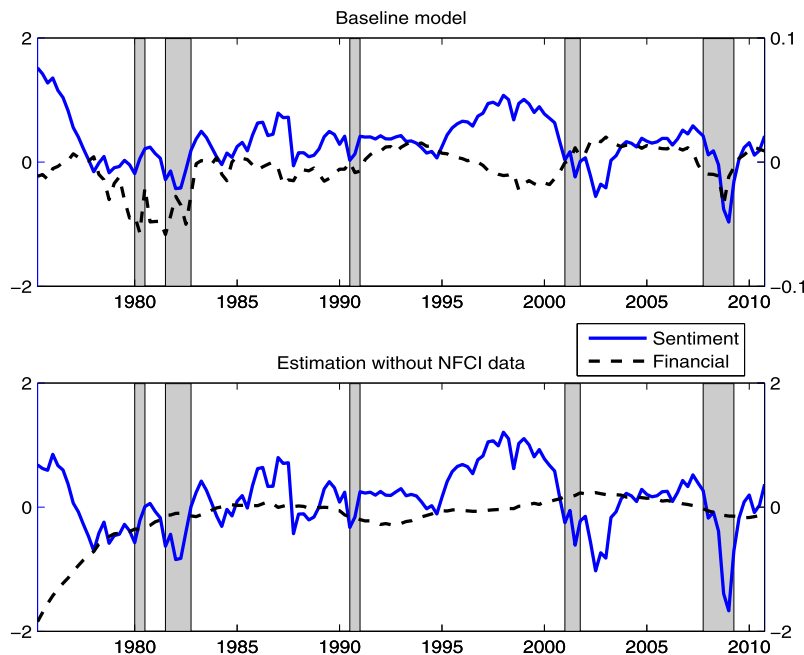 Baseline model
2 0.1
0 0
−2 −0.1
1980 1985 1990 1995 2000 2005 2010
Sentiment
Financial
Estimation without NFCI data
2 2
0 0
−2 −2
1980 1985 1990 1995 2000 2005 2010